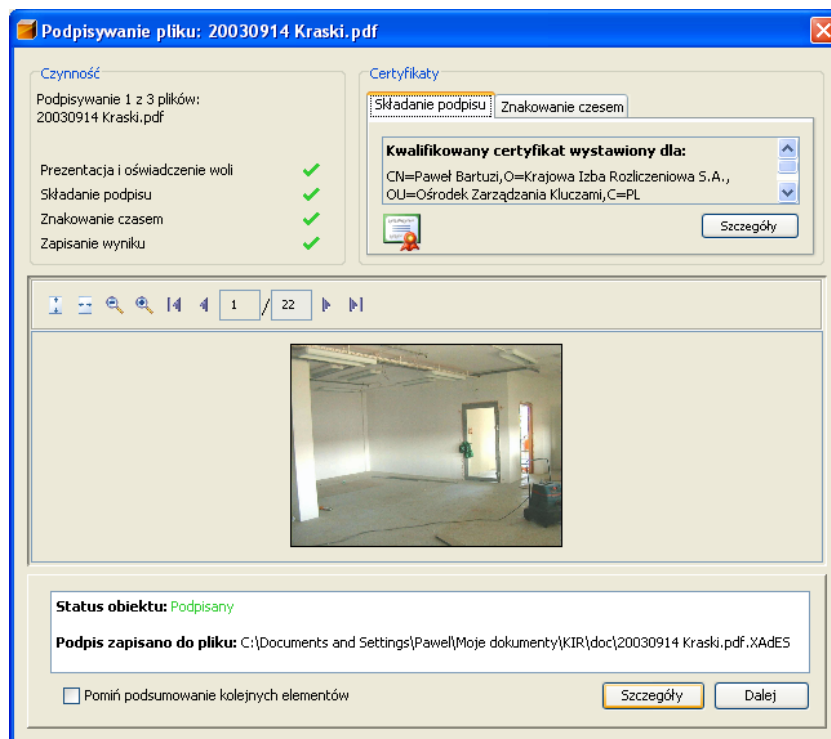 Podpisywanie pliku: 20030914 Kraski.pdf
Czynność
Podpisywanie 1 z 3 plików:
20030914 Kraski.pdf
Prezentacja i oświadczenie woli
Składanie podpisu
Znakowanie czasem
Zapisanie wyniku
Certyfikaty
Składanie podpisu
Znakowanie czesem
Kwalifikowany certyfikat wystawiony dla:
CN=Paweł Bartuzi,O=Krajowa Izba Rozliczeniowa S.A.,
OU=Ośrodek Zarządzania Kluczami,C=PL
Szczegóły
1 / 22
Status obiektu: Podpisany
Podpis zapisano do pliku: C:\Documents and Settings\Pawel\Moje dokumenty\KIR\doc\20030914 Kraski.pdf.XAdES
Pomiń podsumowanie kolejnych elementów
Szczegóły
Dalej